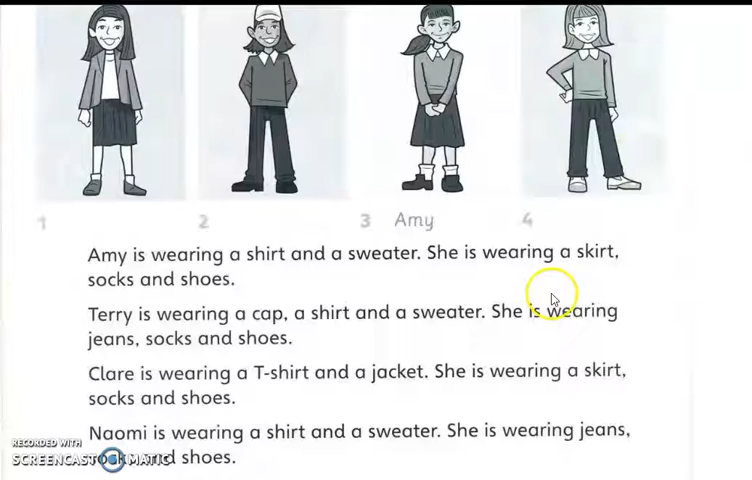 1 2 3 Amy 4
Amy is wearing a shirt and a sweater. She is wearing a skirt,
socks and shoes.
Terry is wearing a cap, a shirt and a sweater. She is wearing
jeans, socks and shoes.
Clare is wearing a T-shirt and a jacket. She is wearing a skirt,
socks and shoes.
Naomi is wearing a shirt and a sweater. She is wearing jeans,
and shoes.
RECORDED WITH
SCREENCAST-O-MATIC